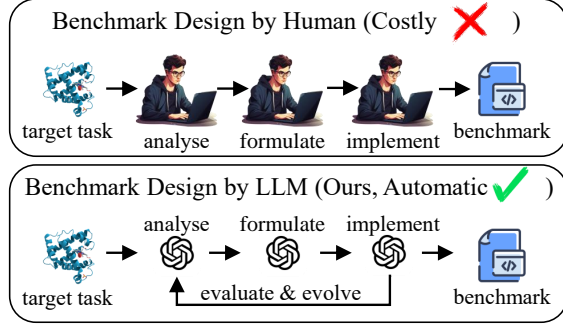 Benchmark Design by Human (Costly ❌ )
target task
analyse
formulate
implement
benchmark
Benchmark Design by LLM (Ours, Automatic ✔ )
analyse
formulate
implement
target task
evaluate & evolve
benchmark